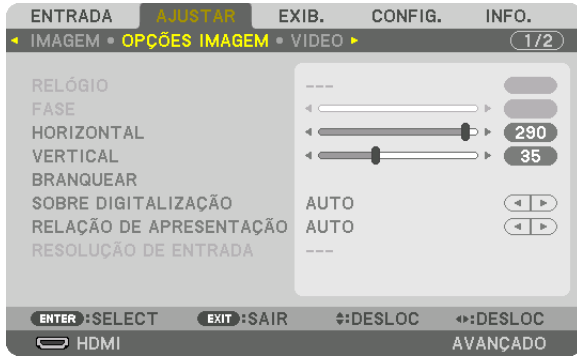 ENTRADA AJUSTAR EXIB. CONFIG. INFO.
IMAGEM • OPÇÕES IMAGEM • VIDEO 1/2
RELÓGIO ---
FASE
HORIZONTAL 290
VERTICAL 35
BRANQUEAR
SOBRE DIGITALIZAÇÃO AUTO
RELAÇÃO DE APRESENTAÇÃO AUTO
RESOLUÇÃO DE ENTRADA ---
ENTER :SELECT EXIT :SAIR :DESLOC :DESLOC
HDMI AVANÇADO